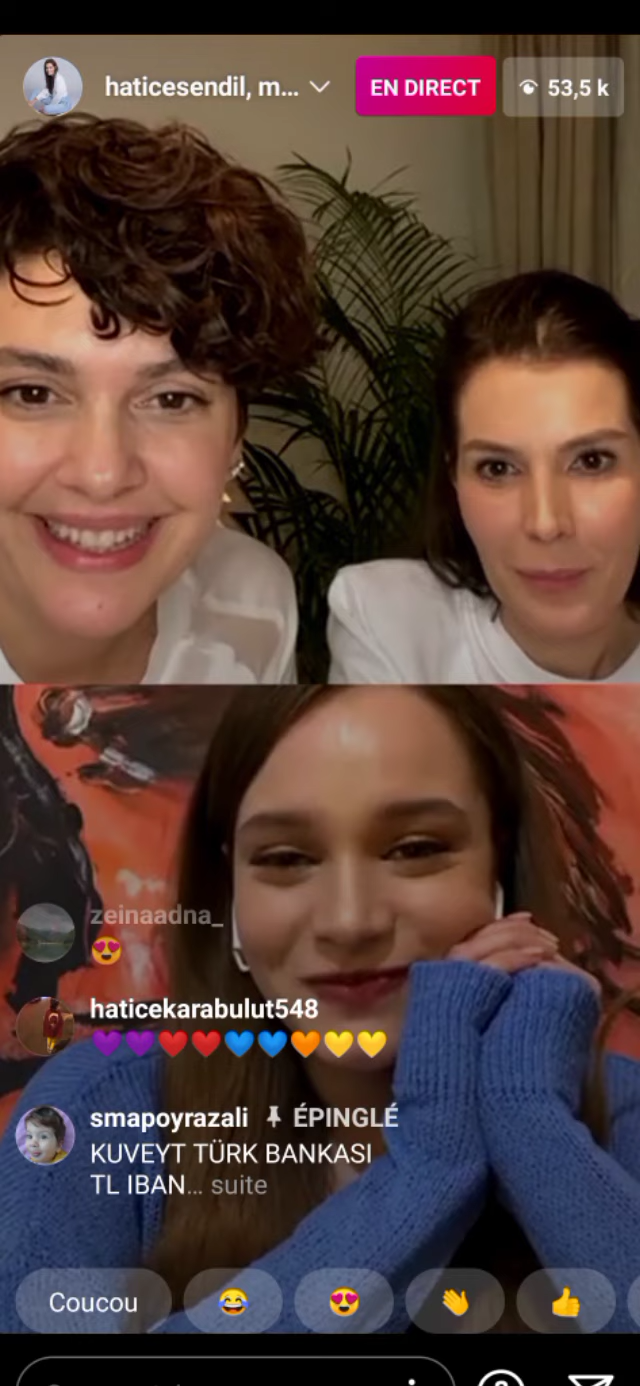 haticesendil, m...
EN DIRECT
53,5 k
zeinaadna_
😍
haticekarabulut548
💜💜❤️❤️💙💙🧡💛💛
smapoyrazali 📌 ÉPINGLÉ
KUVEYT TÜRK BANKASI
TL IBAN... suite
Coucou 😂 😍 👏 👍